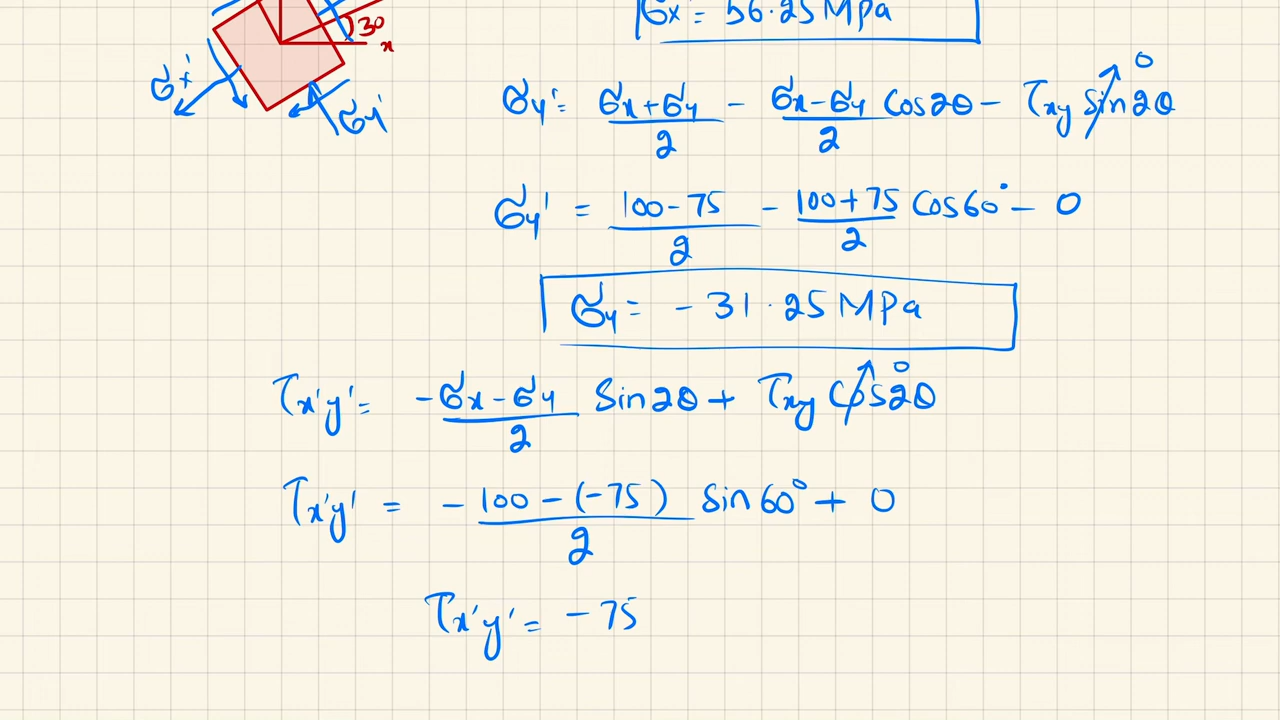 30
x
σx'
σy'
σx' = 56.25 MPa
σy' = σx+σy/2 - σx-σy/2 Cos2θ - τxy Sin2θ 0
σy' = 100-75/2 - 100+75/2 Cos60° - 0
σy = -31.25 MPa
τx'y' = -σx-σy/2 Sin2θ + τxy Cos2θ 0
τx'y' = -100-(-75)/2 Sin60° + 0
τx'y' = -75